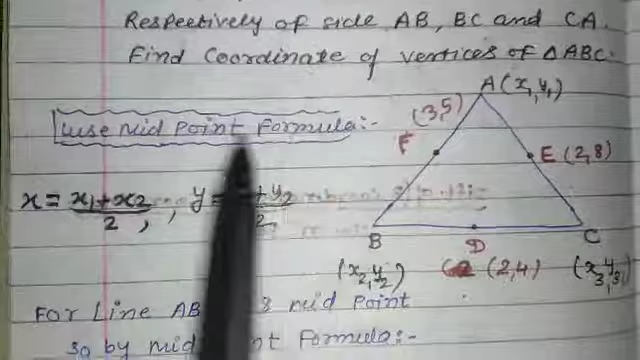 Respectively of side AB, BC and CA.
Find Coordinate of vertices of ΔABC.
A(x₁,y₁)
(3,5)
use mid Point Formula:-
F
E (2,8)
x = x₁+x₂/2, , y = + y₂/2
B
D
C
(x₂,y₂)
(2,4)
(x₃,y₃)
For Line AB mid Point
so by mid Formula:-